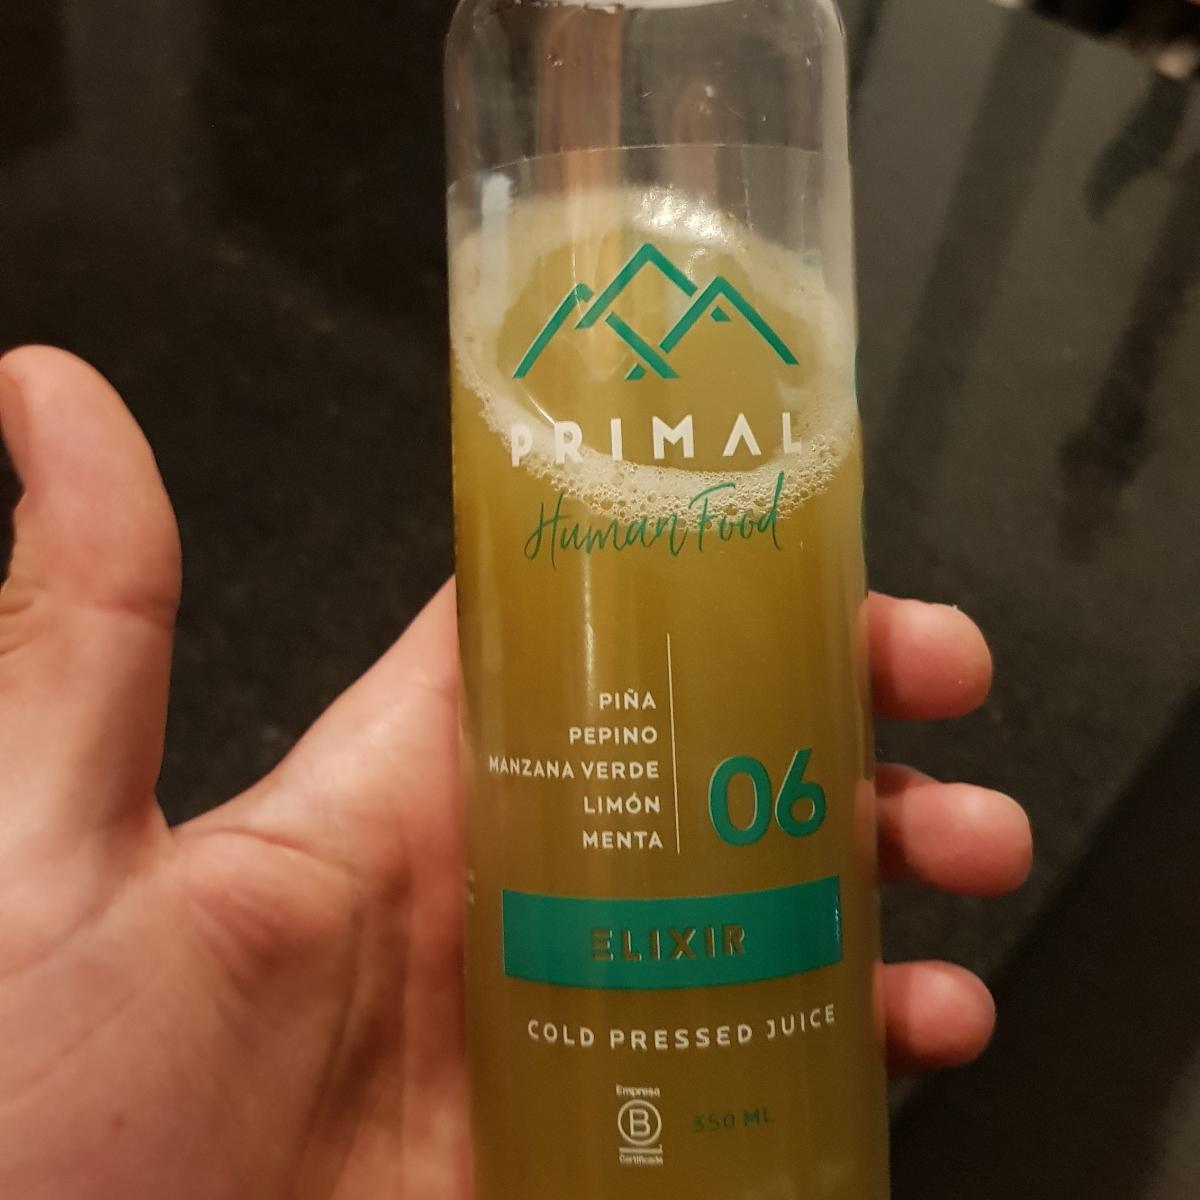 PRIMAL
Human Food
PIÑA
PEPINO
MANZANA VERDE
LIMÓN
MENTA
06
ELIXIR
COLD PRESSED JUICE
Empresa
B
Certificada
350 ML